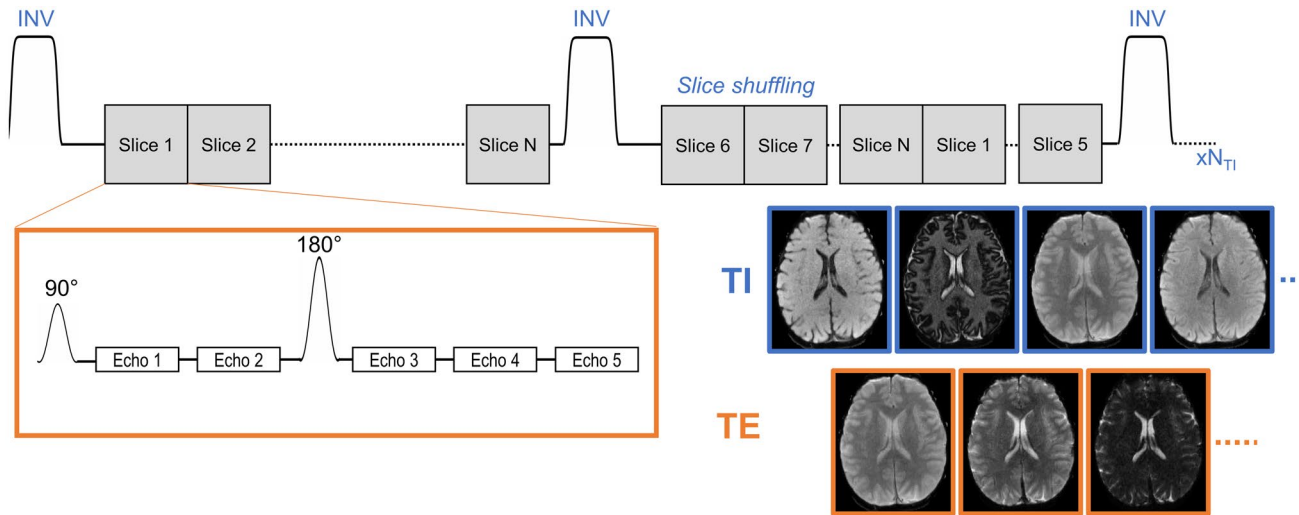 INV
INV
INV
Slice shuffling
Slice 1
Slice 2
Slice N
Slice 6
Slice 7
Slice N
Slice 1
Slice 5
xN_TI
180°
90°
Echo 1
Echo 2
Echo 3
Echo 4
Echo 5
TI
TE